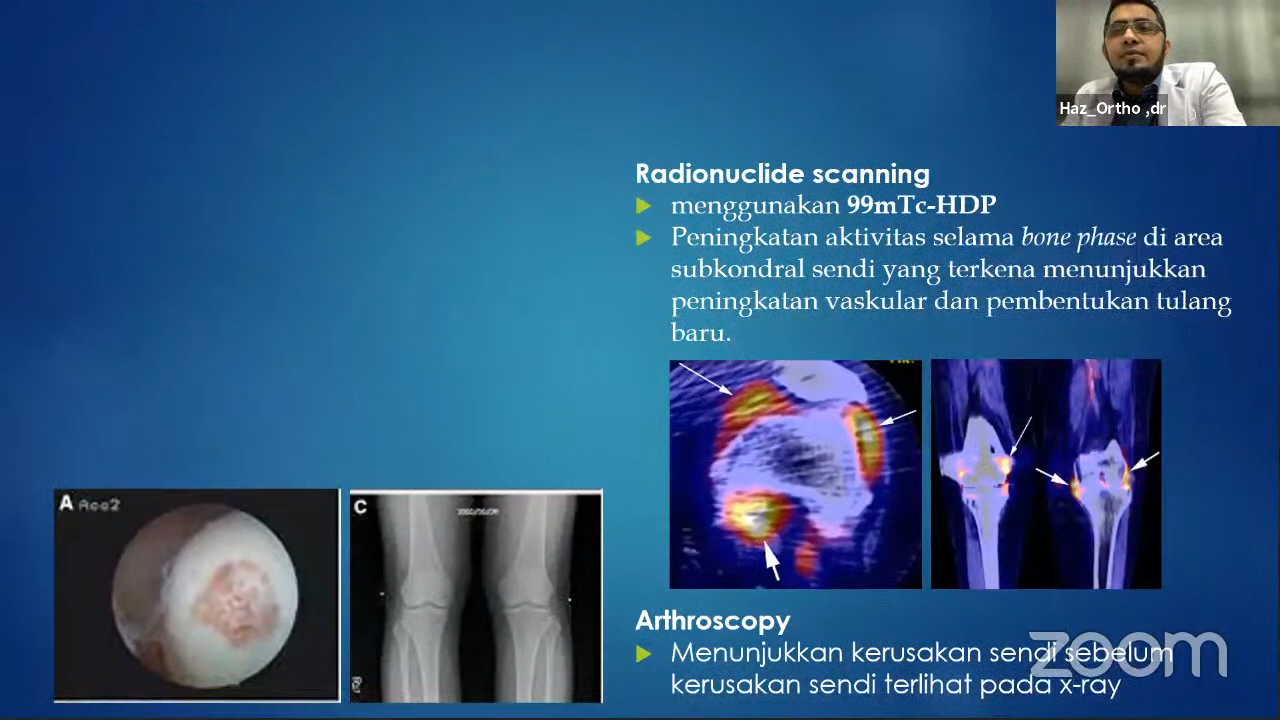 Haz_Ortho ,dr
Radionuclide scanning
menggunakan 99mTc-HDP
Peningkatan aktivitas selama bone phase di area
subkondral sendi yang terkena menunjukkan
peningkatan vaskular dan pembentukan tulang
baru.
A Acc2
C
Arthroscopy
Menunjukkan kerusakan sendi sebelum
kerusakan sendi terlihat pada x-ray
zoom